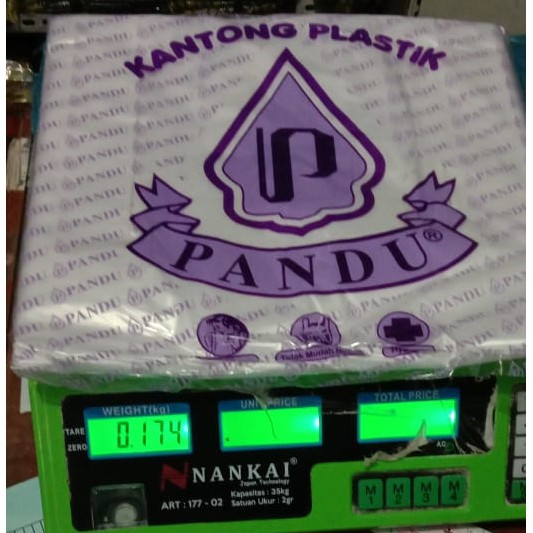 KANTONG PLASTIK
P
PANDU®
Tidak Mudah
WEIGHT(kg)
UNIT PRICE
TOTAL PRICE
TARE
ZERO
0.174
AC
NANKAI®
Japan Technology
ART : 177 - 02
Kapasitas : 35kg
Satuan Ukur : 2gr
M1 M2 M3 M4